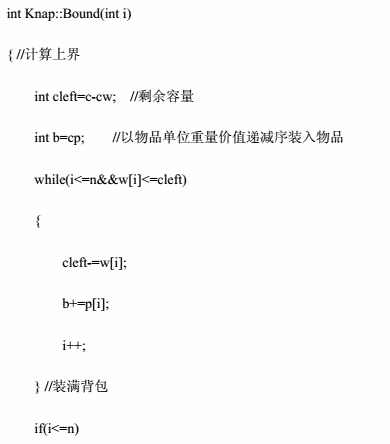 int Knap::Bound(int i)
{ //计算上界
int cleft=c-cw; //剩余容量
int b=cp; //以物品单位重量价值递减序装入物品
while(i<=n&&w[i]<=cleft)
{
cleft-=w[i];
b+=p[i];
i++;
} //装满背包
if(i<=n)